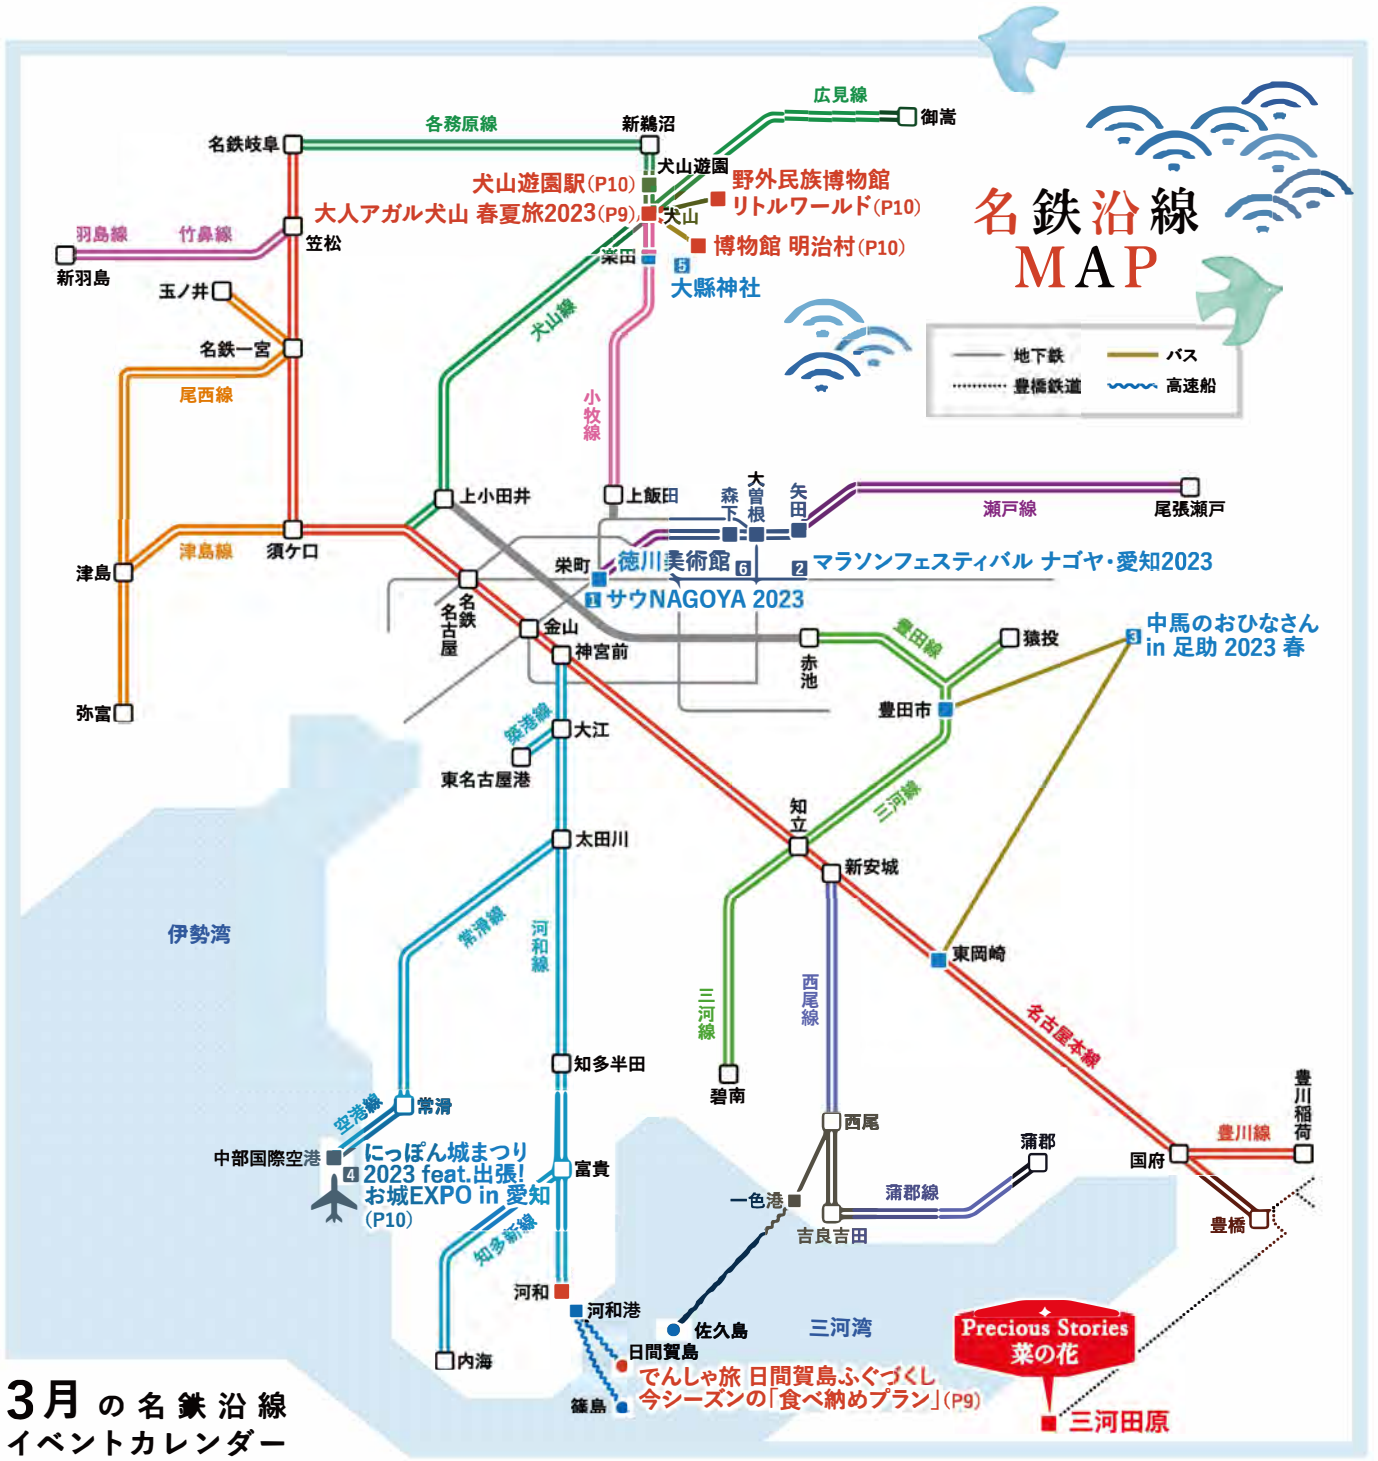 名鉄沿線
MAP
地下鉄
バス
豊橋鉄道
高速船
広見線
御嵩
各務原線
新鵜沼
名鉄岐阜
犬山遊園
犬山遊園駅(P10)
野外民族博物館
リトルワールド(P10)
大人アガル犬山 春夏旅2023(P9)
犬山
博物館 明治村(P10)
楽田
5
大縣神社
羽島線
竹鼻線
笠松
新羽島
玉ノ井
名鉄一宮
尾西線
犬山線
小牧線
上小田井
上飯田
森下
大曽根
矢田
瀬戸線
尾張瀬戸
津島線
須ケ口
津島
弥富
栄町
徳川美術館
6
2
マラソンフェスティバル ナゴヤ・愛知2023
1
サウNAGOYA 2023
名鉄名古屋
金山
神宮前
赤池
豊田線
猿投
3
中馬のおひなさん
in 足助 2023 春
豊田市
築港線
大江
東名古屋港
三河線
知立
新安城
太田川
伊勢湾
常滑線
河和線
三河線
西尾線
東岡崎
名古屋本線
知多半田
碧南
空港線
常滑
中部国際空港
4
にっぽん城まつり
2023 feat.出張!
お城EXPO in 愛知
(P10)
富貴
知多新線
西尾
一色港
吉良吉田
蒲郡線
蒲郡
豊川稲荷
豊川線
国府
豊橋
河和
河和港
佐久島
三河湾
日間賀島
内海
でんしゃ旅 日間賀島ふぐづくし
今シーズンの「食べ納めプラン」(P9)
篠島
Precious Stories
菜の花
三河田原
3月の名鉄沿線
イベントカレンダー